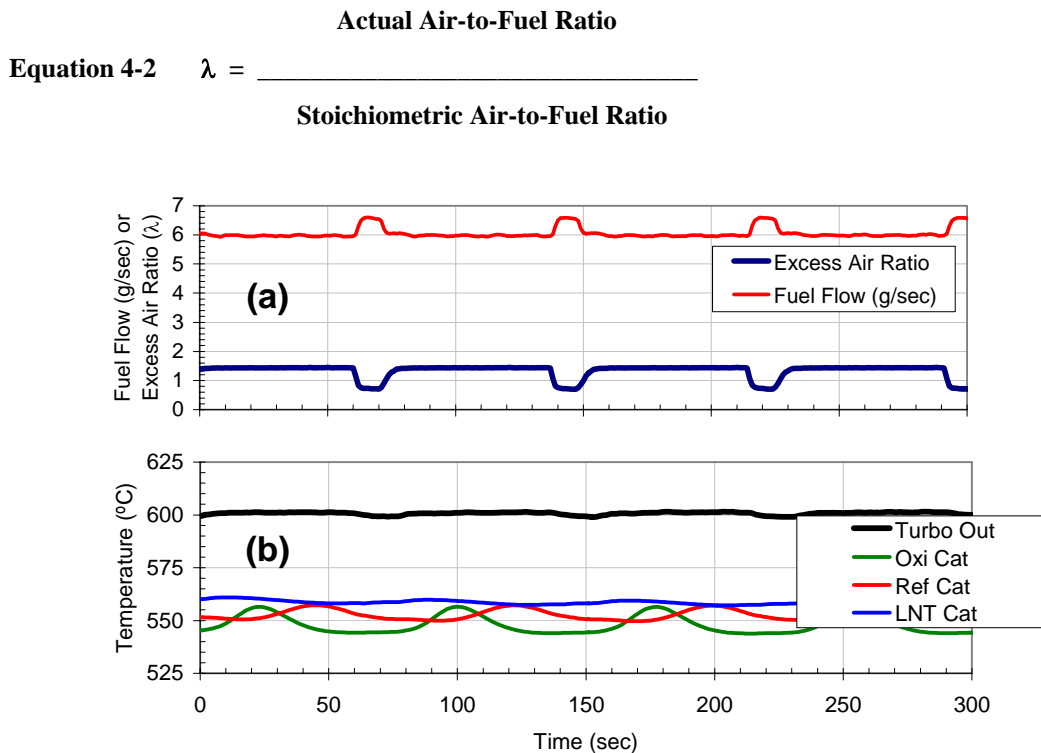 Actual Air-to-Fuel Ratio
Equation 4-2 λ = _________________________________
Stoichiometric Air-to-Fuel Ratio
Fuel Flow (g/sec) or
Excess Air Ratio (λ)
7
6
5
4
3
2
1
0
(a)
Excess Air Ratio
Fuel Flow (g/sec)
Temperature (ºC)
625
600
575
550
525
(b)
Turbo Out
Oxi Cat
Ref Cat
LNT Cat
0 50 100 150 200 250 300
Time (sec)